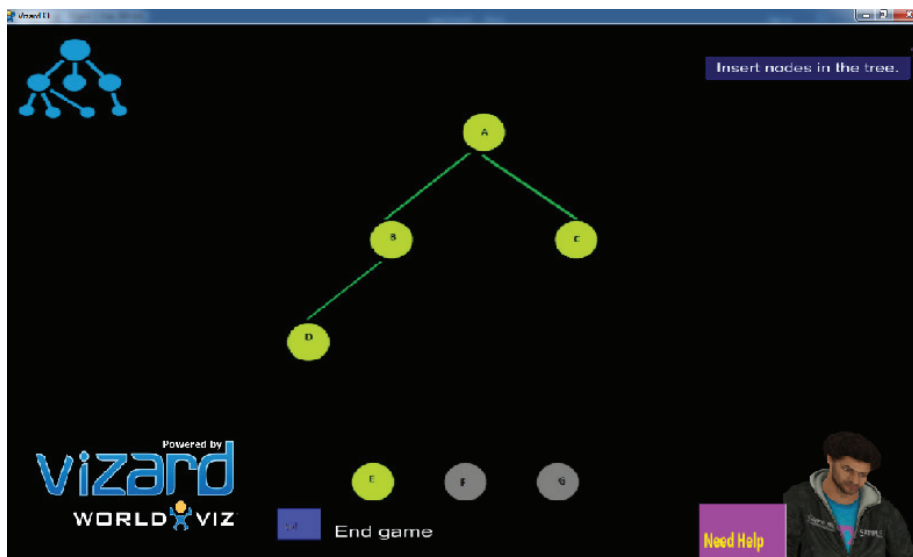 Insert nodes in the tree.
A
B
C
D
E
F
G
Powered by
vizard
WORLD VIZ
End game
Need Help